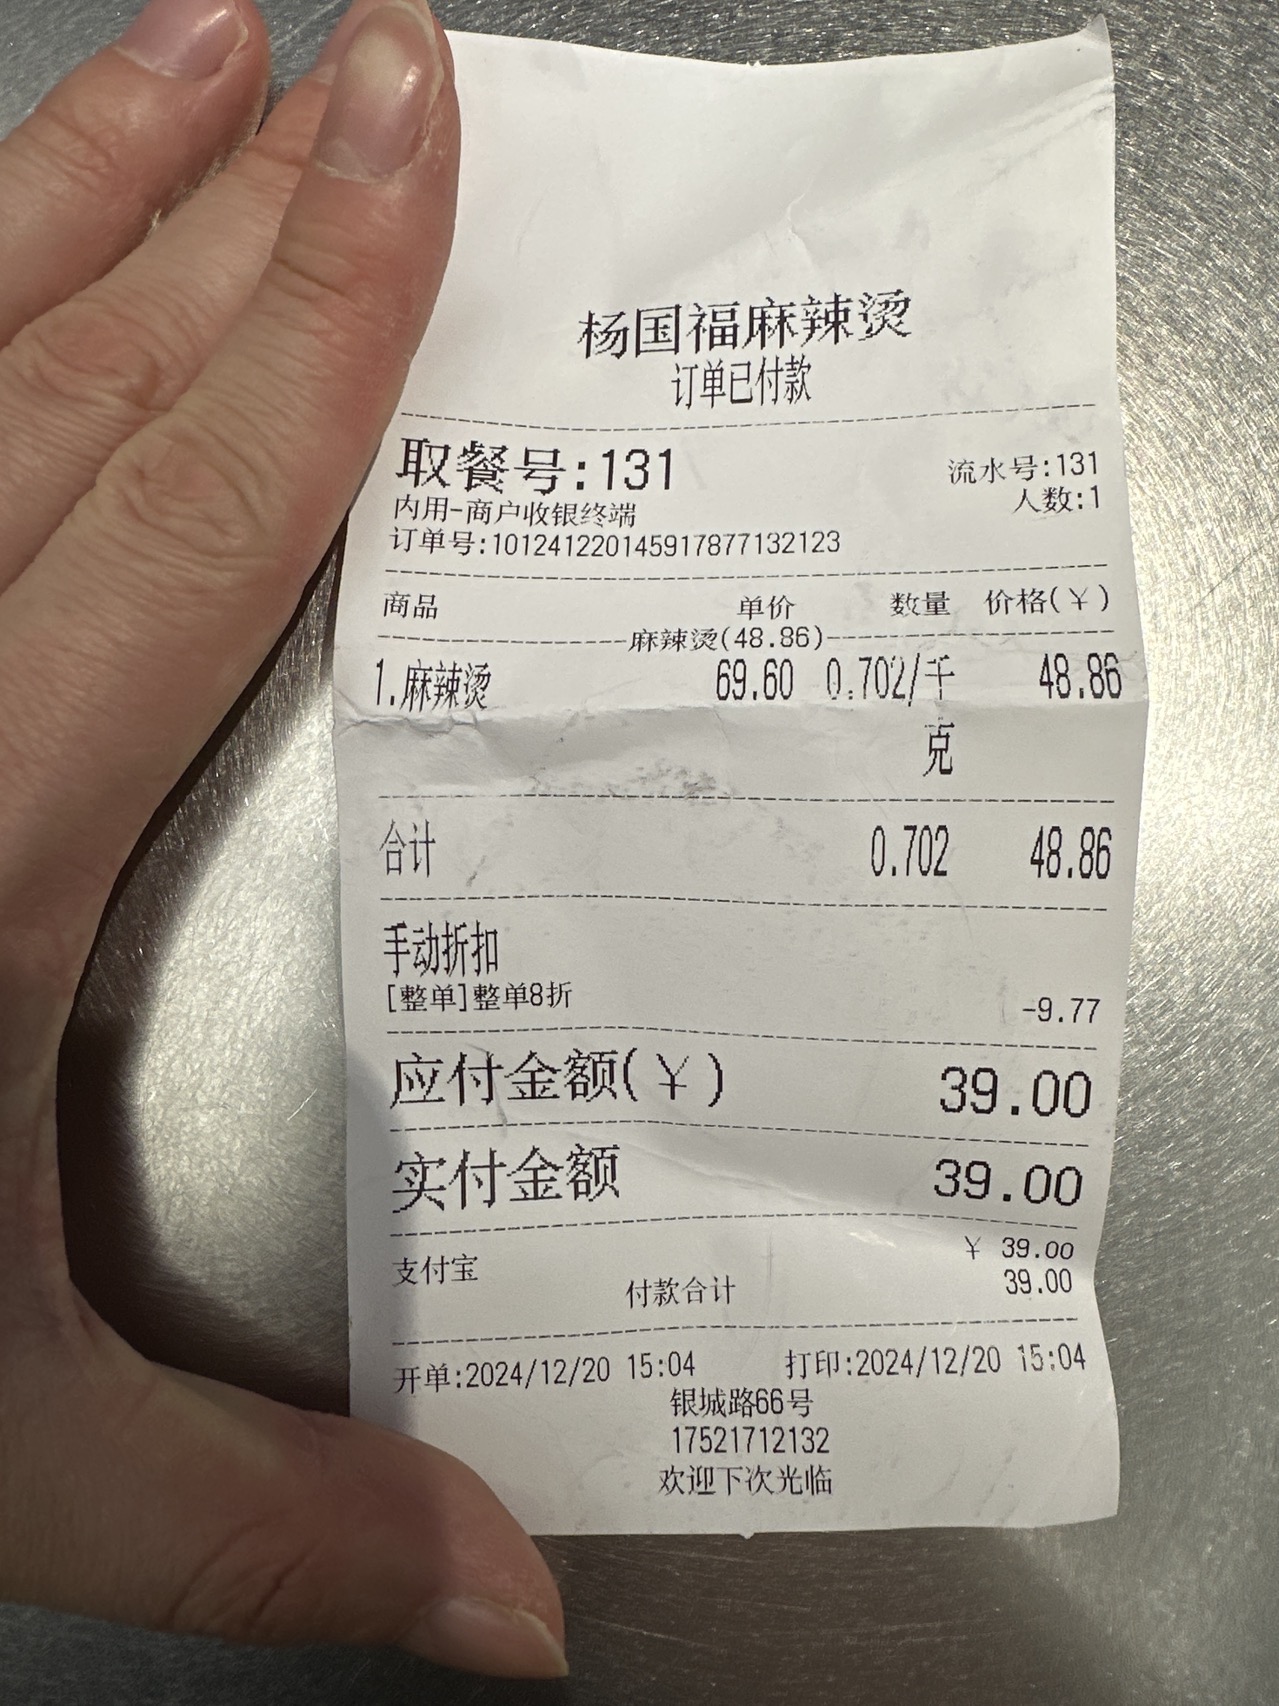 杨国福麻辣烫
订单已付款
取餐号:131 流水号:131
内用-商户收银终端 人数:1
订单号:101241220145917877132123
商品 单价 数量 价格(¥)
麻辣烫(48.86)
1.麻辣烫 69.60 0.702/千克 48.86
合计 0.702 48.86
手动折扣
[整单]整单8折 -9.77
应付金额(¥) 39.00
实付金额 39.00
支付宝 ¥ 39.00
付款合计 39.00
开单:2024/12/20 15:04 打印:2024/12/20 15:04
银城路66号
17521712132
欢迎下次光临